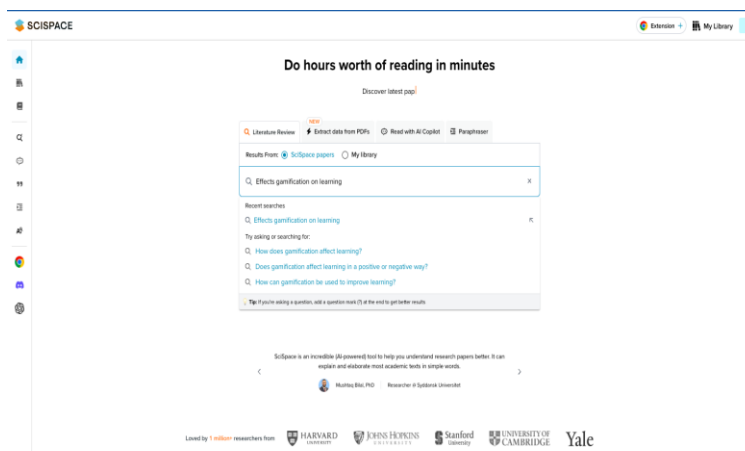 SCISPACE
Extension +
My Library
Do hours worth of reading in minutes
Discover latest pap
NEW
Literature Review
Extract data from PDFs
Read with AI Copilot
Paraphraser
Results From: SciSpace papers My library
Effects gamification on learning
Recent searches
Effects gamification on learning
Try asking or searching for:
How does gamification affect learning?
Does gamification affect learning in a positive or negative way?
How can gamification be used to improve learning?
Tip: If you're asking a question, add a question mark (?) at the end to get better results
SciSpace is an incredible (AI-powered) tool to help you understand research papers better. It can
explain and elaborate most academic texts in simple words.
Mushtaq Bilal, PhD Researcher @ Syddansk Universitet
Loved by 1 million+ researchers from
HARVARD
UNIVERSITY
JOHNS HOPKINS
UNIVERSITY
Stanford
University
UNIVERSITY OF
CAMBRIDGE
Yale